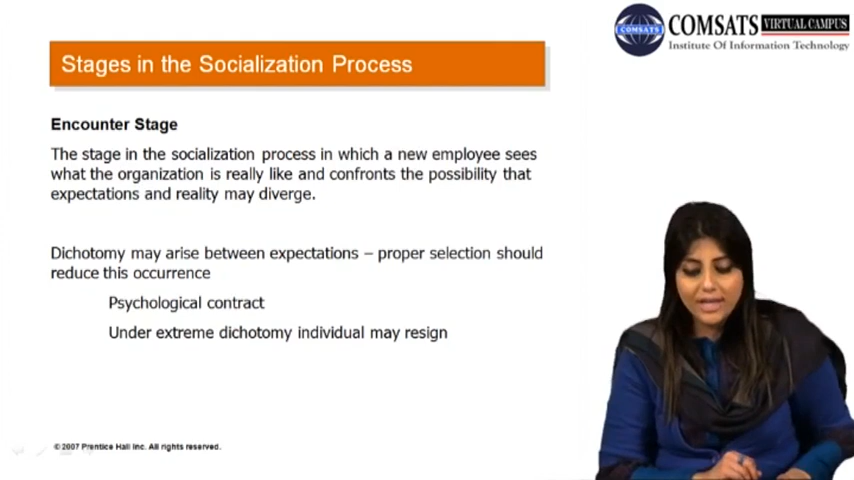 COMSATS
COMSATS VIRTUAL CAMPUS
Institute Of Information Technology
Stages in the Socialization Process
Encounter Stage
The stage in the socialization process in which a new employee sees
what the organization is really like and confronts the possibility that
expectations and reality may diverge.
Dichotomy may arise between expectations – proper selection should
reduce this occurrence
Psychological contract
Under extreme dichotomy individual may resign
© 2007 Prentice Hall Inc. All rights reserved.